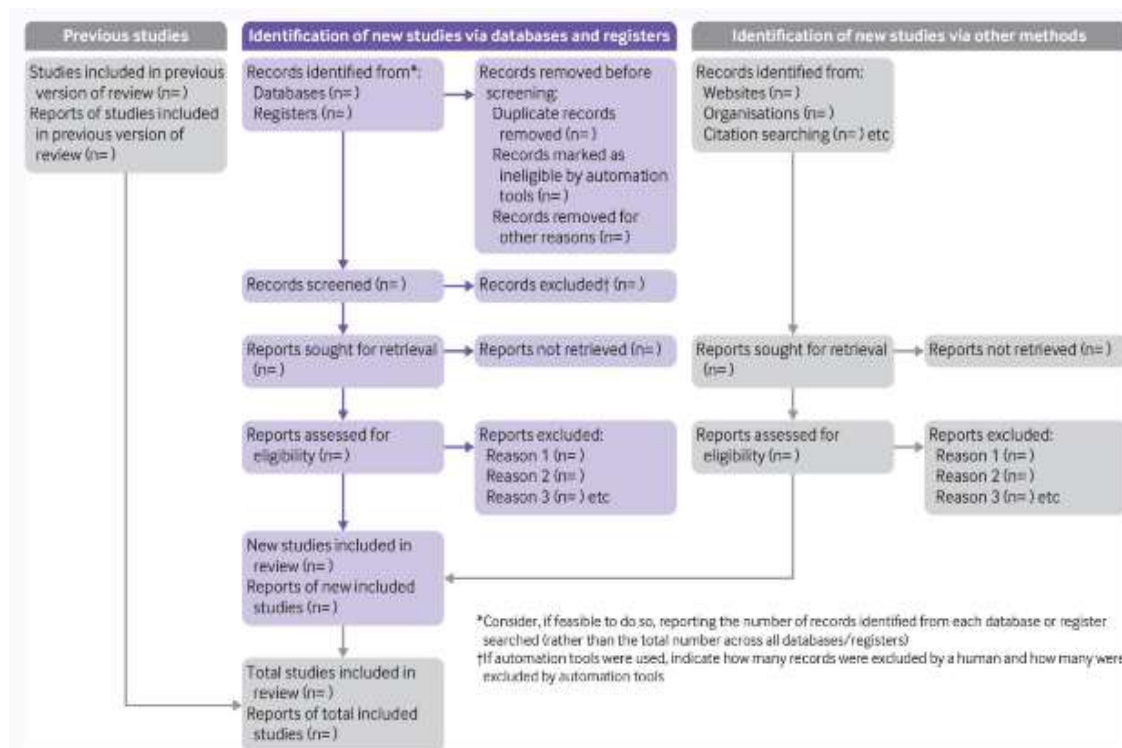 Previous studies
Studies included in previous
version of review (n= )
Reports of studies included
in previous version of
review (n= )
Identification of new studies via databases and registers
Records identified from*:
Databases (n= )
Registers (n= )
Records removed before
screening:
Duplicate records
removed (n= )
Records marked as
ineligible by automation
tools (n= )
Records removed for
other reasons (n= )
Records screened (n= )
Records excluded† (n= )
Reports sought for retrieval
(n= )
Reports not retrieved (n= )
Reports assessed for
eligibility (n= )
Reports excluded:
Reason 1 (n= )
Reason 2 (n= )
Reason 3 (n= ) etc
New studies included in
review (n= )
Reports of new included
studies (n= )
Total studies included in
review (n= )
Reports of total included
studies (n= )
Identification of new studies via other methods
Records identified from:
Websites (n= )
Organisations (n= )
Citation searching (n= ) etc
Reports sought for retrieval
(n= )
Reports not retrieved (n= )
Reports assessed for
eligibility (n= )
Reports excluded:
Reason 1 (n= )
Reason 2 (n= )
Reason 3 (n= ) etc
*Consider, if feasible to do so, reporting the number of records identified from each database or register
searched (rather than the total number across all databases/registers)
†If automation tools were used, indicate how many records were excluded by a human and how many were
excluded by automation tools